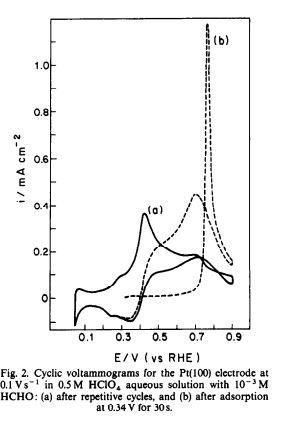 (b)
1.0
0.8
0.6
0.4
0.2
0
i / mA cm⁻²
(a)
0.1 0.3 0.5 0.7 0.9
E/V (vs RHE)
Fig. 2. Cyclic voltammograms for the Pt(100) electrode at
0.1 V s⁻¹ in 0.5 M HClO₄ aqueous solution with 10⁻³ M
HCHO: (a) after repetitive cycles, and (b) after adsorption
at 0.34 V for 30 s.